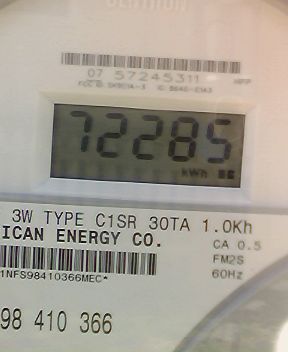 CENTRON
07 57245311
72285
kWh
3W TYPE C1SR 30TA 1.0Kh
ICAN ENERGY CO.
CA 0.5
FM2S
60Hz
1NFS98410366MEC*
98 410 366